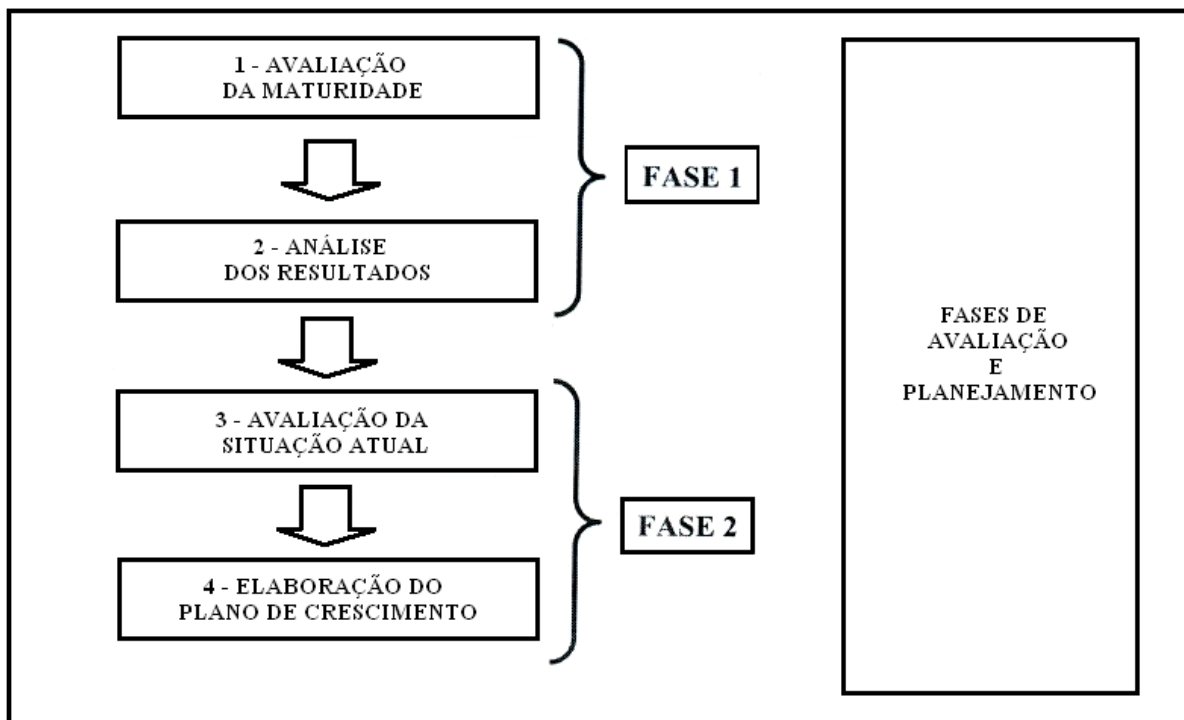 1 - AVALIAÇÃO
DA MATURIDADE
FASE 1
2 - ANÁLISE
DOS RESULTADOS
3 - AVALIAÇÃO DA
SITUAÇÃO ATUAL
FASE 2
4 - ELABORAÇÃO DO
PLANO DE CRESCIMENTO
FASES DE
AVALIAÇÃO
E
PLANEJAMENTO